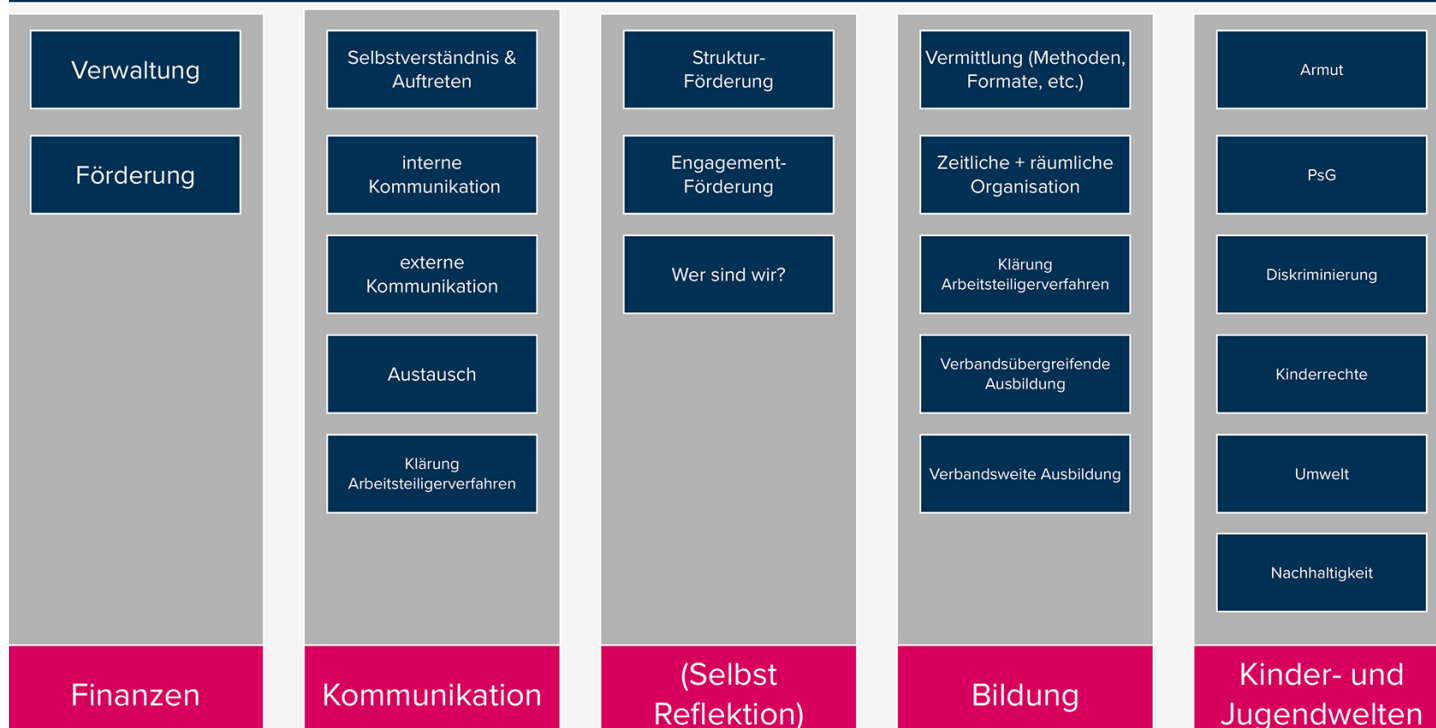 Verwaltung
Förderung
Finanzen
Selbstverständnis &
Auftreten
interne
Kommunikation
externe
Kommunikation
Austausch
Klärung
Arbeitsteiligerverfahren
Kommunikation
Struktur-
Förderung
Engagement-
Förderung
Wer sind wir?
(Selbst
Reflektion)
Vermittlung (Methoden,
Formate, etc.)
Zeitliche + räumliche
Organisation
Klärung
Arbeitsteiligerverfahren
Verbandsübergreifende
Ausbildung
Verbandsweite Ausbildung
Bildung
Armut
PsG
Diskriminierung
Kinderrechte
Umwelt
Nachhaltigkeit
Kinder- und
Jugendwelten